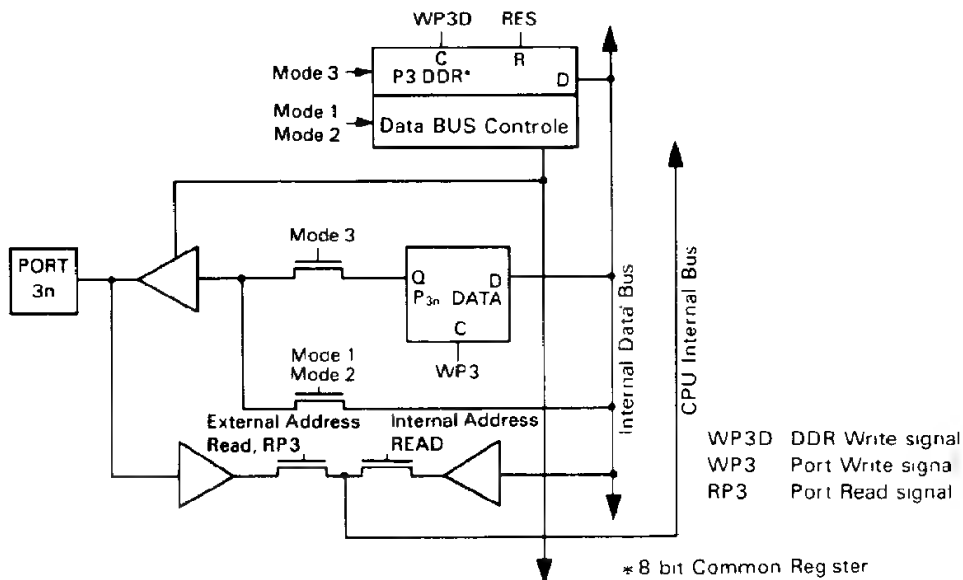 WP3D RES
C R
Mode 3 P3 DDR* D
Mode 1
Mode 2
Data BUS Controle
Mode 3
PORT
3n
Q D
P3n DATA
C
WP3
Mode 1
Mode 2
External Address
Read, RP3
Internal Address
READ
Internal Data Bus
CPU Internal Bus
WP3D DDR Write signal
WP3 Port Write signa
RP3 Port Read signal
*8 bit Common Register